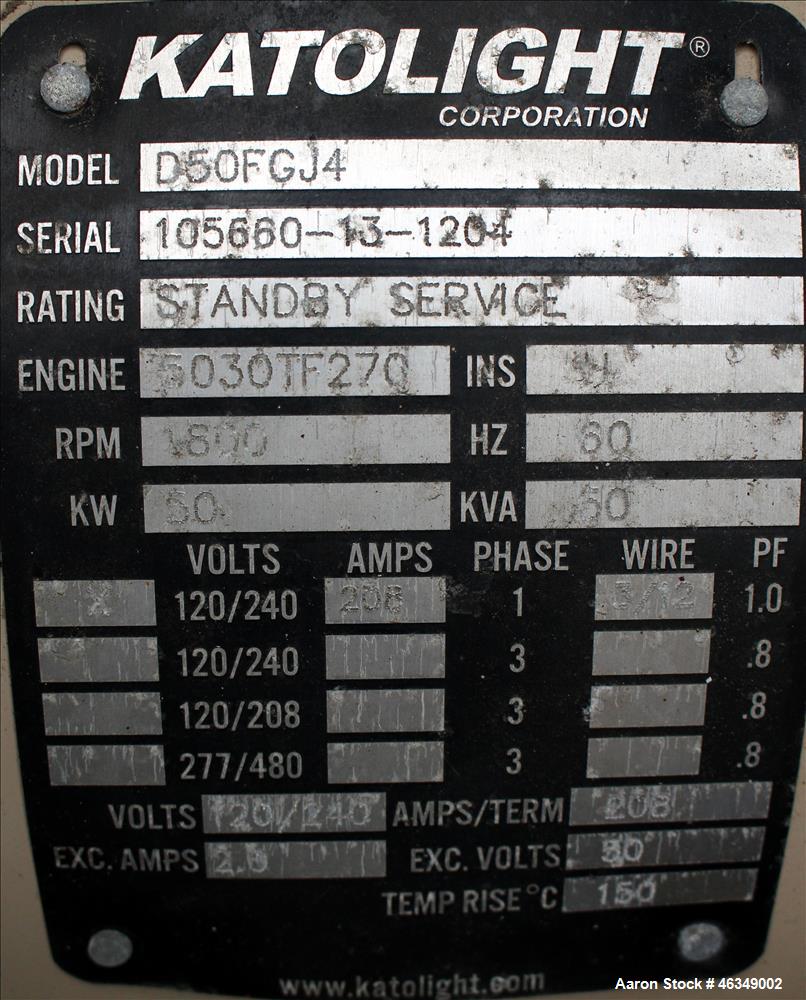 KATOLIGHT®
CORPORATION
MODEL D50FGJ4
SERIAL 105660-13-1204
RATING STANDBY SERVICE
ENGINE 5030TF270 INS
RPM 1800 HZ 60
KW 50 KVA 50
VOLTS AMPS PHASE WIRE PF
X 120/240 208 1 3/12 1.0
120/240 3 .8
120/208 3 .8
277/480 3 .8
VOLTS 120/240 AMPS/TERM 208
EXC. AMPS EXC. VOLTS 30
TEMP RISE °C 150
www.katolight.com
Aaron Stock # 46349002